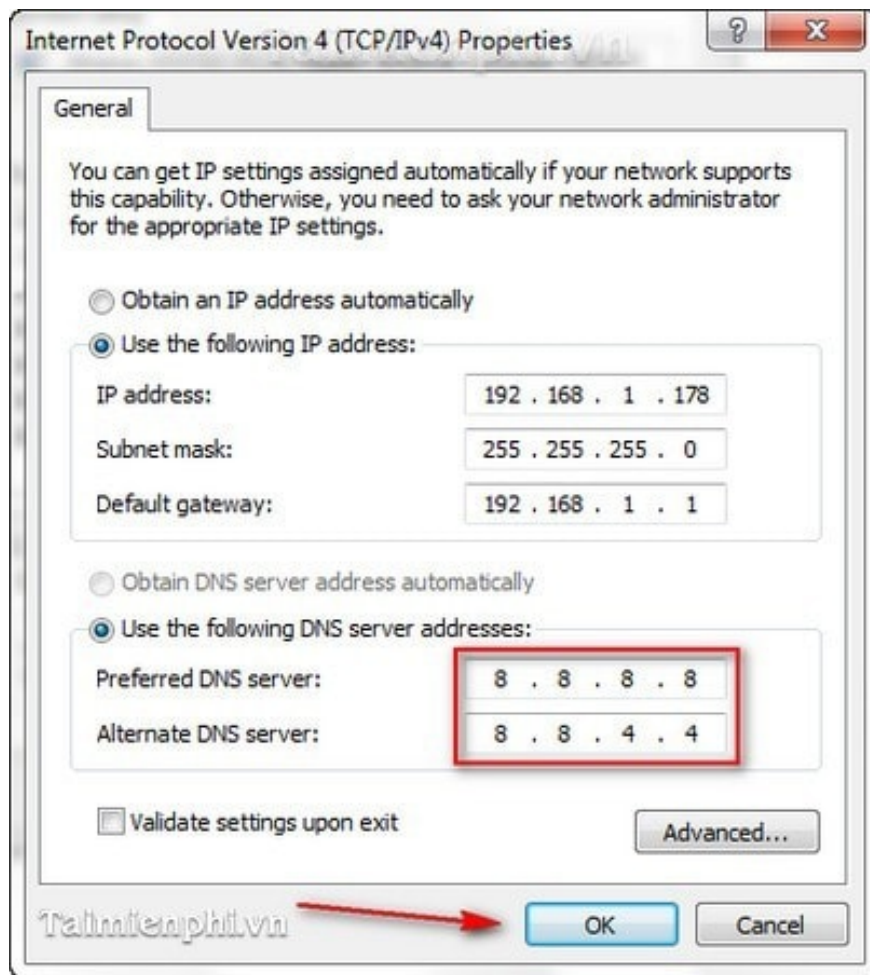 Internet Protocol Version 4 (TCP/IPv4) Properties
General
You can get IP settings assigned automatically if your network supports
this capability. Otherwise, you need to ask your network administrator
for the appropriate IP settings.
Obtain an IP address automatically
Use the following IP address:
IP address: 192 . 168 . 1 . 178
Subnet mask: 255 . 255 . 255 . 0
Default gateway: 192 . 168 . 1 . 1
Obtain DNS server address automatically
Use the following DNS server addresses:
Preferred DNS server: 8 . 8 . 8 . 8
Alternate DNS server: 8 . 8 . 4 . 4
Validate settings upon exit
Advanced...
Taimienphi.vn
OK Cancel